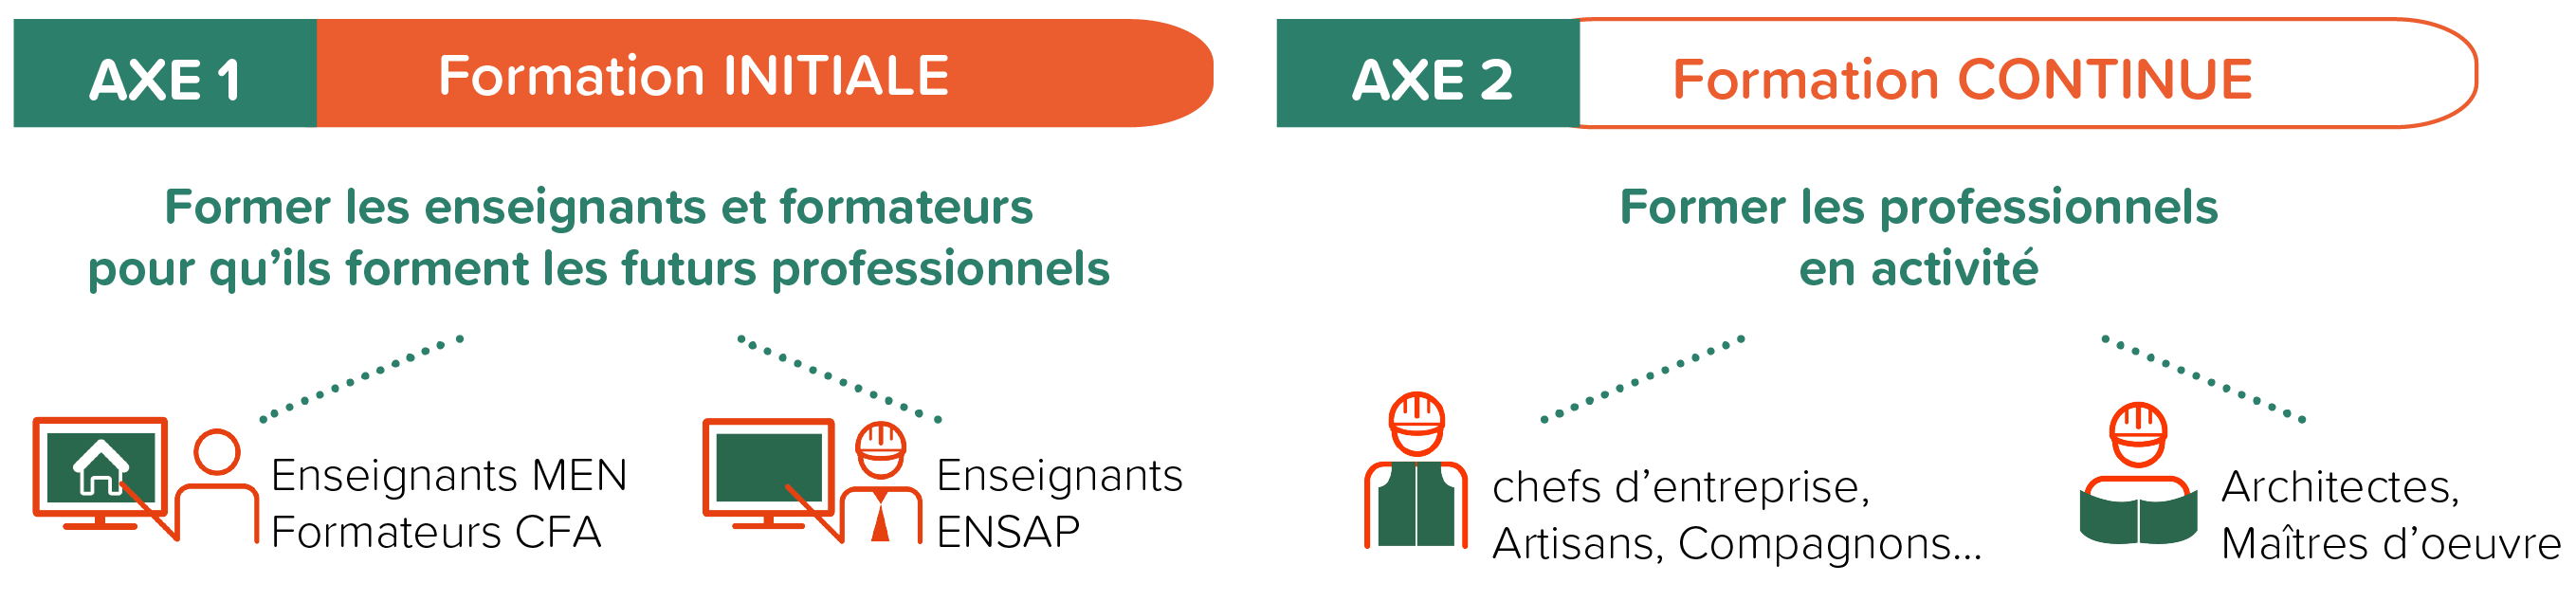 AXE 1
Formation INITIALE
Former les enseignants et formateurs
pour qu’ils forment les futurs professionnels
Enseignants MEN
Formateurs CFA
Enseignants
ENSAP
AXE 2
Formation CONTINUE
Former les professionnels
en activité
chefs d’entreprise,
Artisans, Compagnons...
Architectes,
Maîtres d’oeuvre